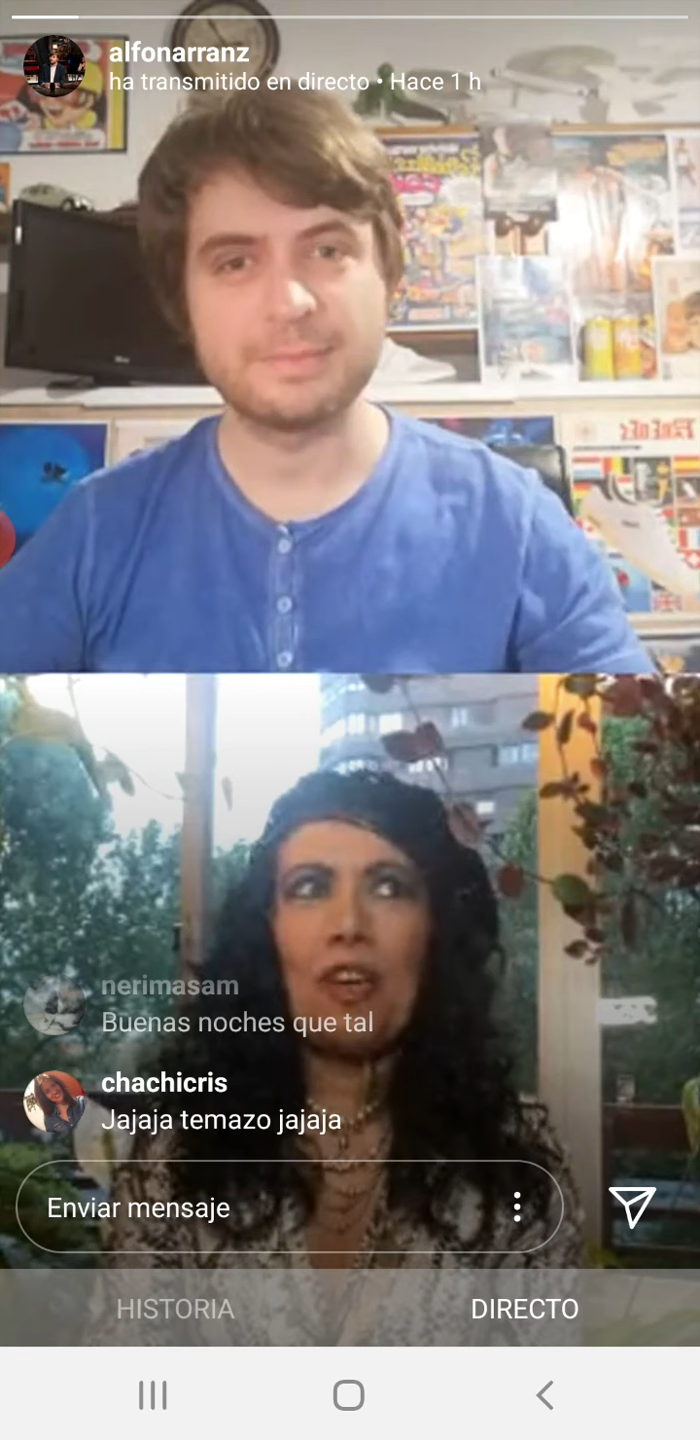 alfonarranz
ha transmitido en directo • Hace 1 h
nerimasam
Buenas noches que tal
chachicris
Jajaja temazo jajaja
Enviar mensaje
HISTORIA
DIRECTO